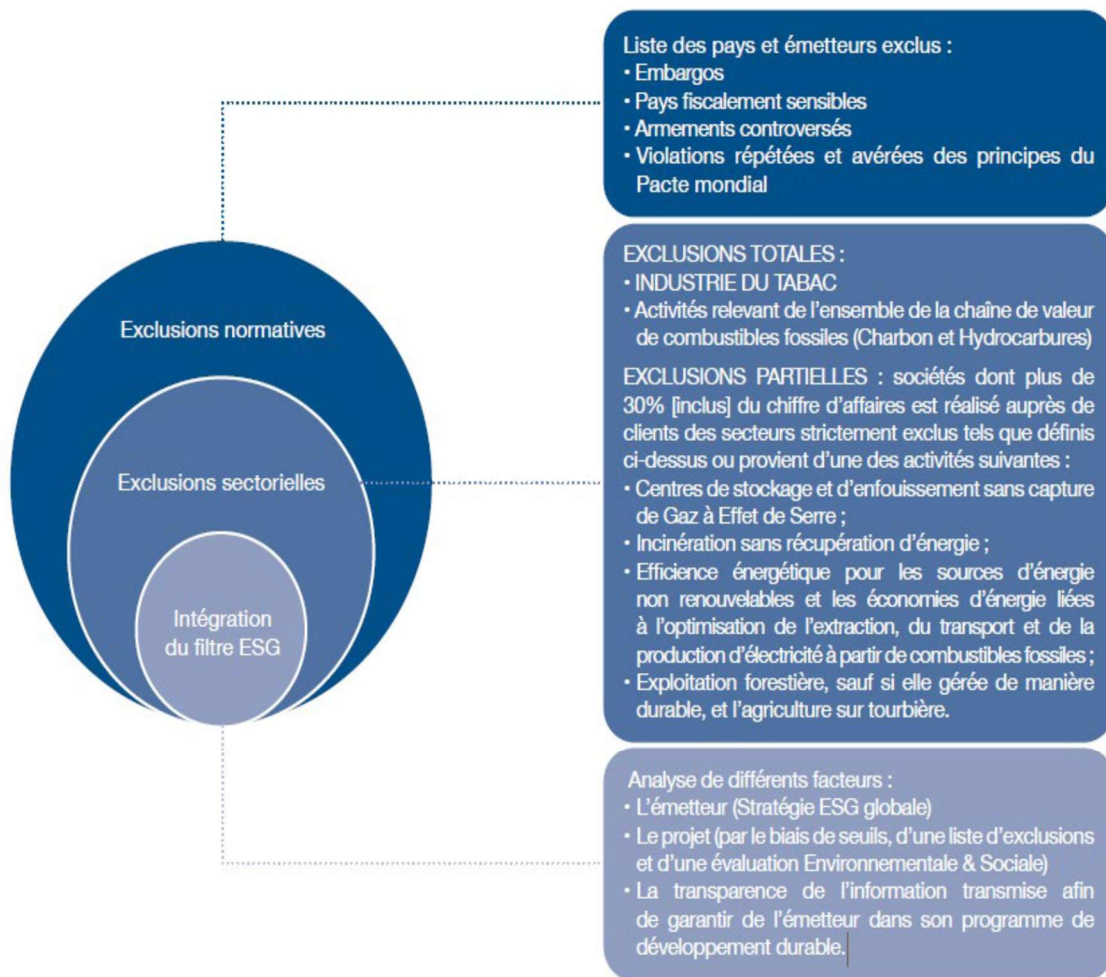 Liste des pays et émetteurs exclus :
• Embargos
• Pays fiscalement sensibles
• Armements controversés
• Violations répétées et avérées des principes du
Pacte mondial
Exclusions normatives
Exclusions sectorielles
Intégration
du filtre ESG
EXCLUSIONS TOTALES :
• INDUSTRIE DU TABAC
• Activités relevant de l'ensemble de la chaîne de valeur
de combustibles fossiles (Charbon et Hydrocarbures)
EXCLUSIONS PARTIELLES : sociétés dont plus de
30% [inclus] du chiffre d'affaires est réalisé auprès de
clients des secteurs strictement exclus tels que définis
ci-dessus ou provient d'une des activités suivantes :
• Centres de stockage et d'enfouissement sans capture
de Gaz à Effet de Serre ;
• Incinération sans récupération d'énergie ;
• Efficience énergétique pour les sources d'énergie
non renouvelables et les économies d'énergie liées
à l'optimisation de l'extraction, du transport et de la
production d'électricité à partir de combustibles fossiles ;
• Exploitation forestière, sauf si elle gérée de manière
durable, et l'agriculture sur tourbière.
Analyse de différents facteurs :
• L'émetteur (Stratégie ESG globale)
• Le projet (par le biais de seuils, d'une liste d'exclusions
et d'une évaluation Environnementale & Sociale)
• La transparence de l'information transmise afin
de garantir de l'émetteur dans son programme de
développement durable.